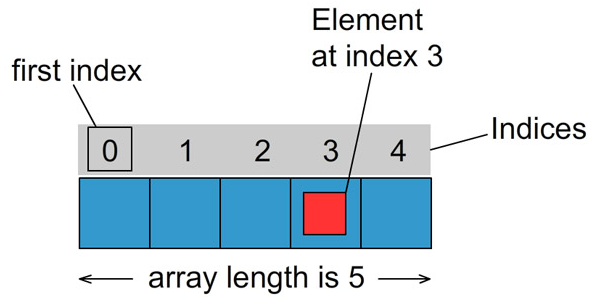 Element
at index 3
first index
0 1 2 3 4
Indices
array length is 5